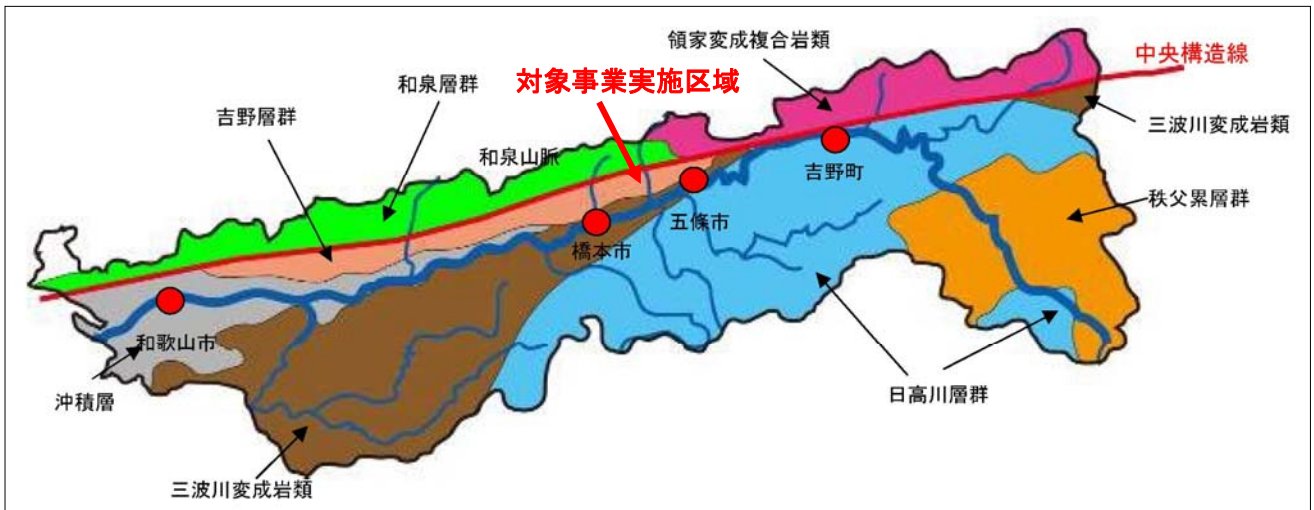 領家変成複合岩類
中央構造線
対象事業実施区域
和泉層群
吉野層群
三波川変成岩類
和泉山脈
吉野町
秩父累層群
五條市
橋本市
和歌山市
日高川層群
沖積層
三波川変成岩類